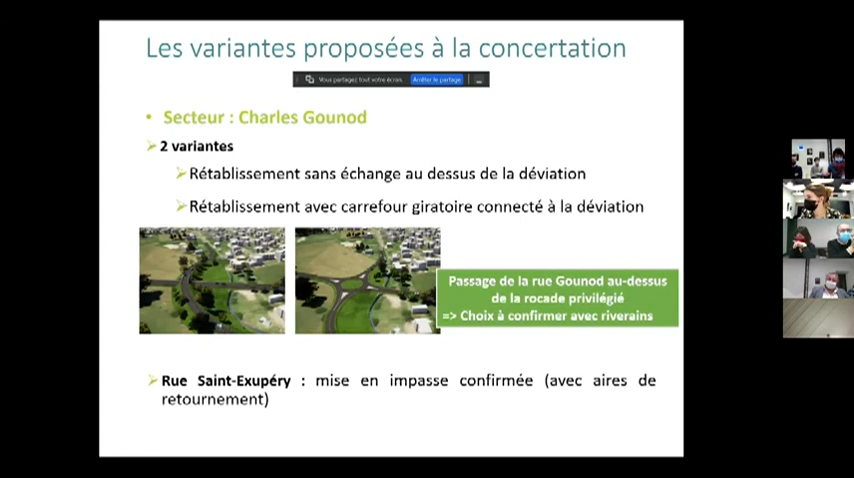 Les variantes proposées à la concertation
Vous partagez tout votre écran.
Arrêter le partage
• Secteur : Charles Gounod
2 variantes
Rétablissement sans échange au dessus de la déviation
Rétablissement avec carrefour giratoire connecté à la déviation
Passage de la rue Gounod au-dessus
de la rocade privilégié
=> Choix à confirmer avec riverains
Rue Saint-Exupéry : mise en impasse confirmée (avec aires de
retournement)